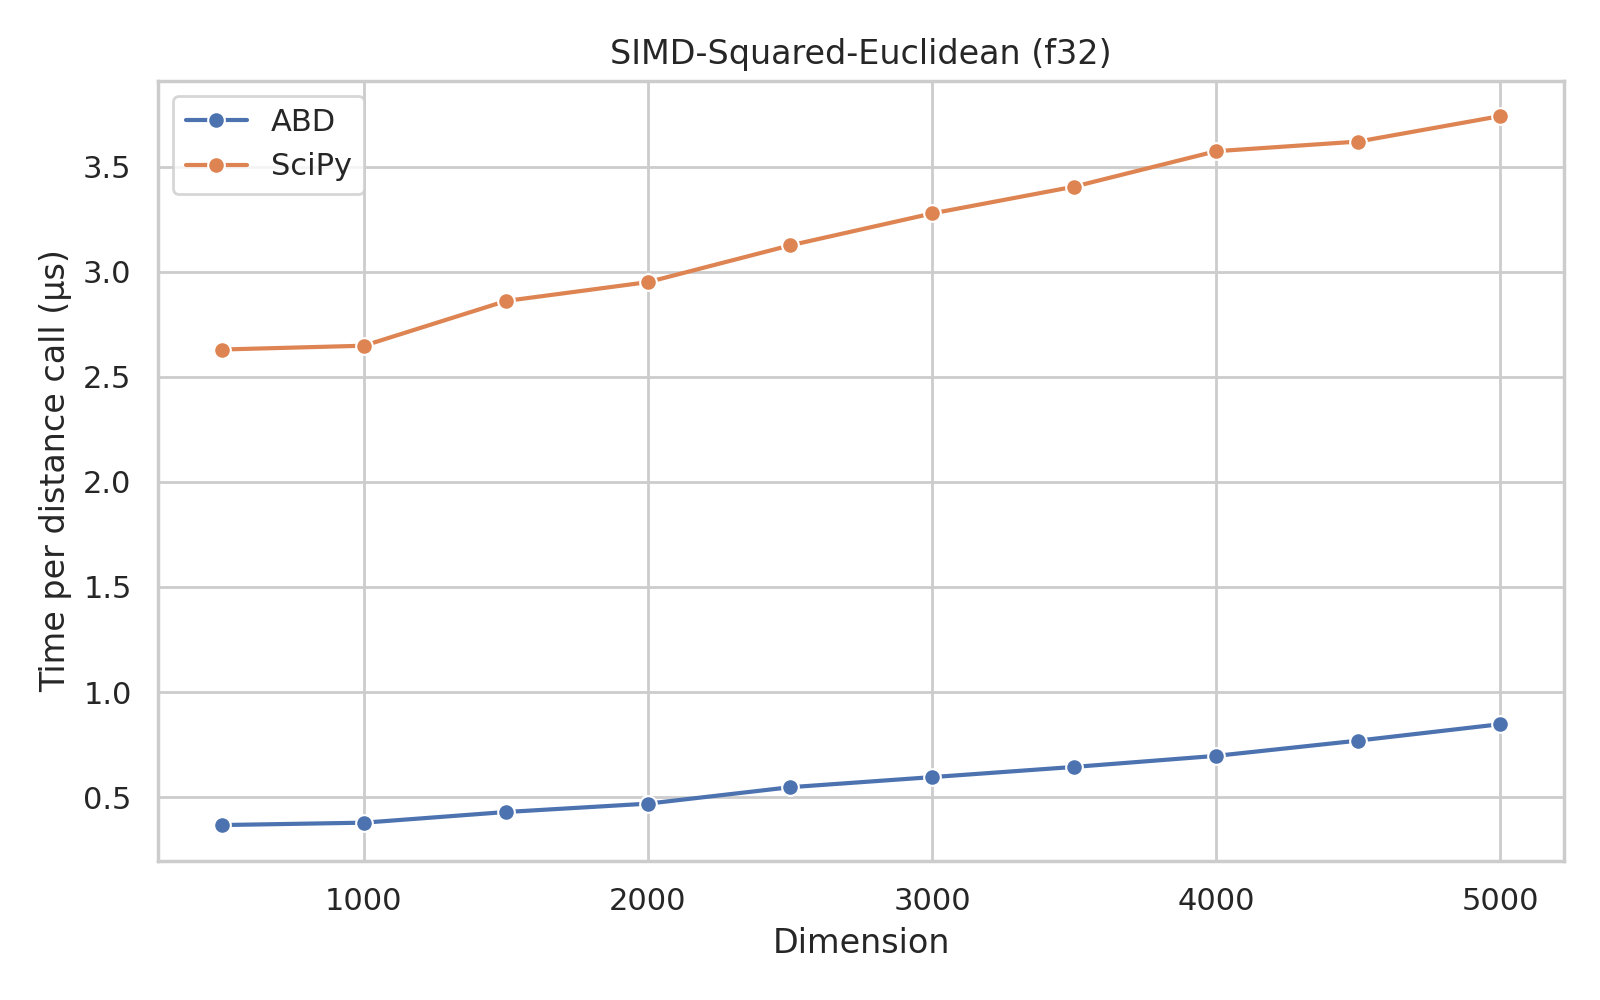 SIMD-Squared-Euclidean (f32)
ABD
SciPy
Time per distance call (µs)
3.5
3.0
2.5
2.0
1.5
1.0
0.5
1000 2000 3000 4000 5000
Dimension